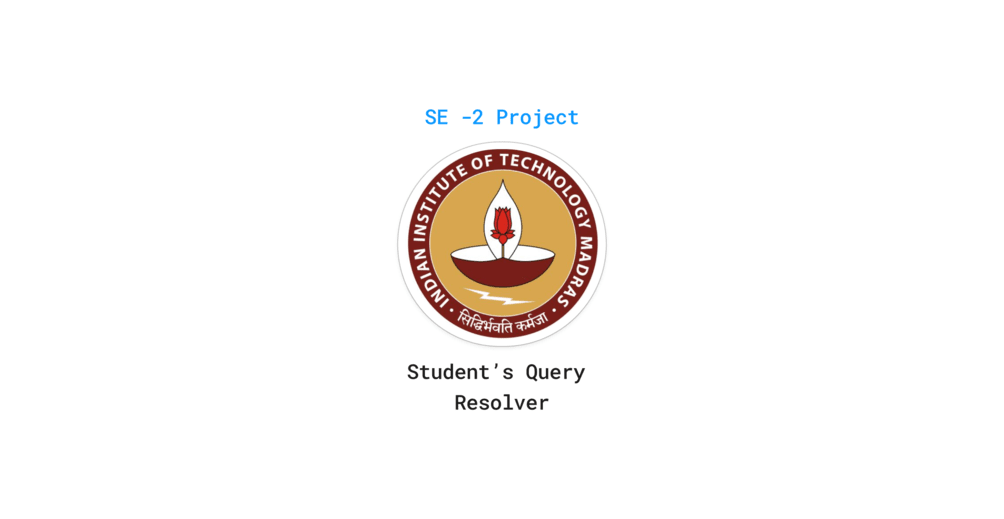 SE -2 Project
INDIAN INSTITUTE OF TECHNOLOGY MADRAS
सिद्धिर्भवति कर्मजा
Student’s Query
Resolver